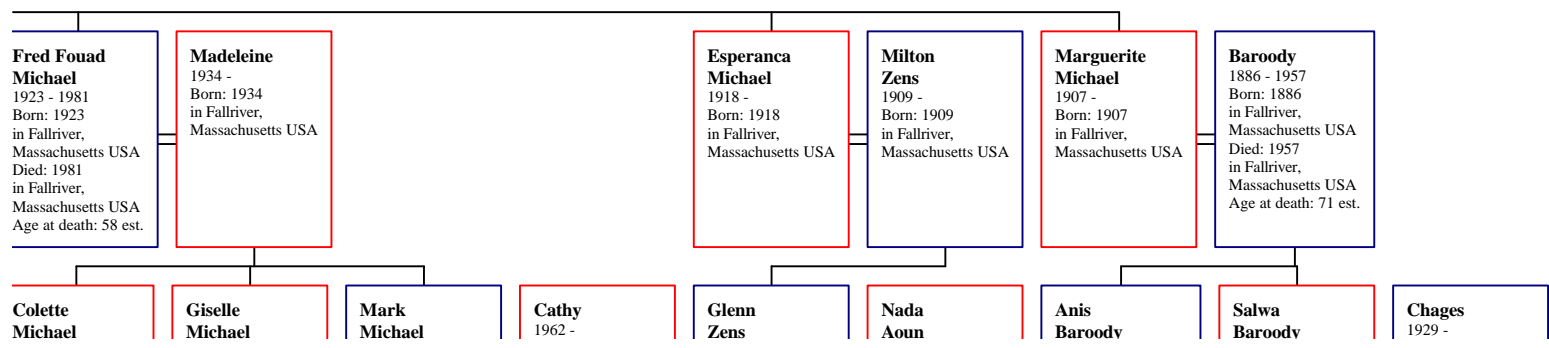 Fred Fouad
Michael
1923 - 1981
Born: 1923
in Fallriver,
Massachusetts USA
Died: 1981
in Fallriver,
Massachusetts USA
Age at death: 58 est.
Madeleine
1934 -
Born: 1934
in Fallriver,
Massachusetts USA
Esperanca
Michael
1918 -
Born: 1918
in Fallriver,
Massachusetts USA
Milton
Zens
1909 -
Born: 1909
in Fallriver,
Massachusetts USA
Marguerite
Michael
1907 -
Born: 1907
in Fallriver,
Massachusetts USA
Baroody
1886 - 1957
Born: 1886
in Fallriver,
Massachusetts USA
Died: 1957
in Fallriver,
Massachusetts USA
Age at death: 71 est.
Colette
Michael
Giselle
Michael
Mark
Michael
Cathy
1962 -
Glenn
Zens
Nada
Aoun
Anis
Baroody
Salwa
Baroody
Chages
1929 -